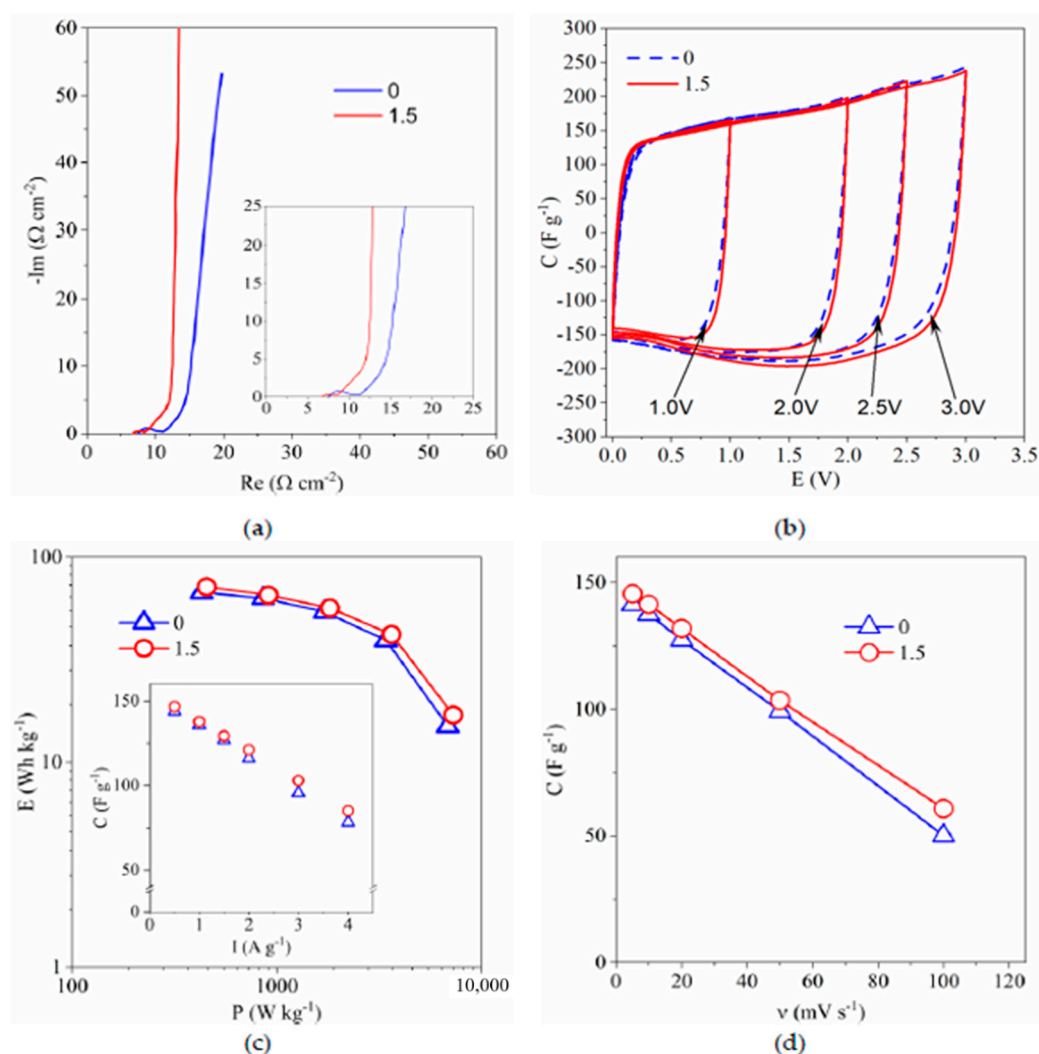 60
50
40
30
20
10
0
-Im (Ω cm⁻²)
0
1.5
25
20
15
10
5
0
0 5 10 15 20 25
0 10 20 30 40 50 60
Re (Ω cm⁻²)
(a)
300
250
200
150
100
50
0
-50
-100
-150
-200
-250
-300
C (F g⁻¹)
0
1.5
1.0V 2.0V 2.5V 3.0V
0.0 0.5 1.0 1.5 2.0 2.5 3.0 3.5
E (V)
(b)
100
10
1
E (Wh kg⁻¹)
0
1.5
150
100
50
0
C (F g⁻¹)
0 1 2 3 4
I (A g⁻¹)
100 1000 10,000
P (W kg⁻¹)
(c)
150
100
50
0
C (F g⁻¹)
0
1.5
0 20 40 60 80 100 120
ν (mV s⁻¹)
(d)